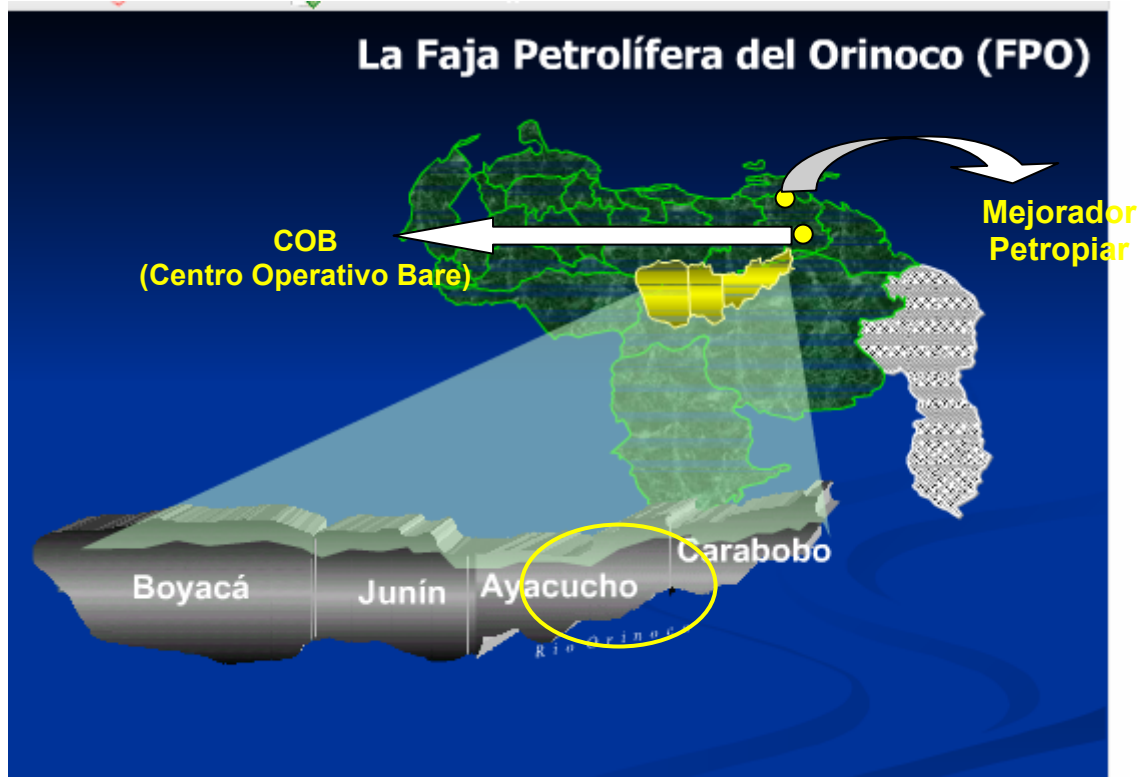 La Faja Petrolífera del Orinoco (FPO)
Mejorador
Petropiar
COB
(Centro Operativo Bare)
Boyacá
Junín
Ayacucho
Carabobo
Río Orinoco